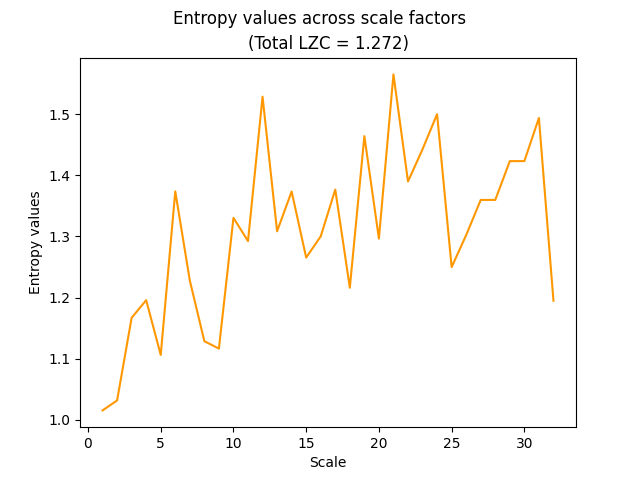 Entropy values across scale factors
(Total LZC = 1.272)
Entropy values
1.5
1.4
1.3
1.2
1.1
1.0
0 5 10 15 20 25 30
Scale